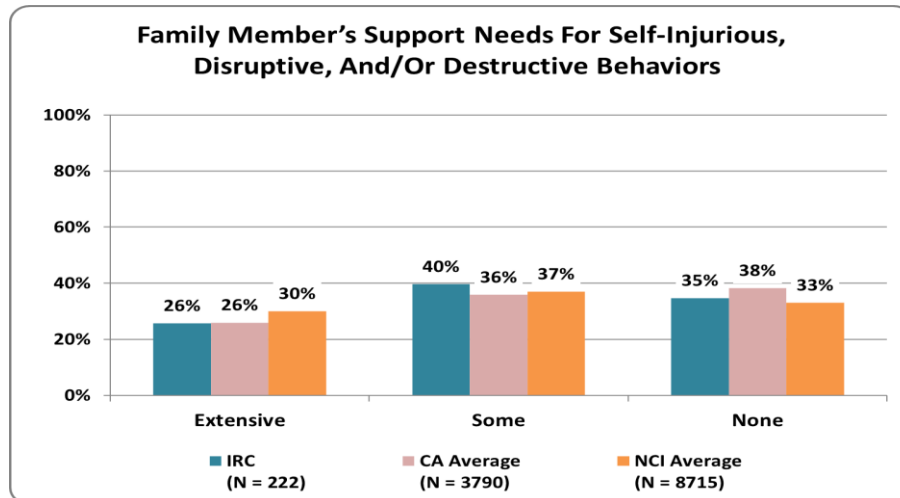 Family Member’s Support Needs For Self-Injurious,
Disruptive, And/Or Destructive Behaviors
100%
80%
60%
40%
20%
0%
26% 26% 30%
40% 36% 37%
35% 38% 33%
Extensive Some None
IRC CA Average NCI Average
(N = 222) (N = 3790) (N = 8715)